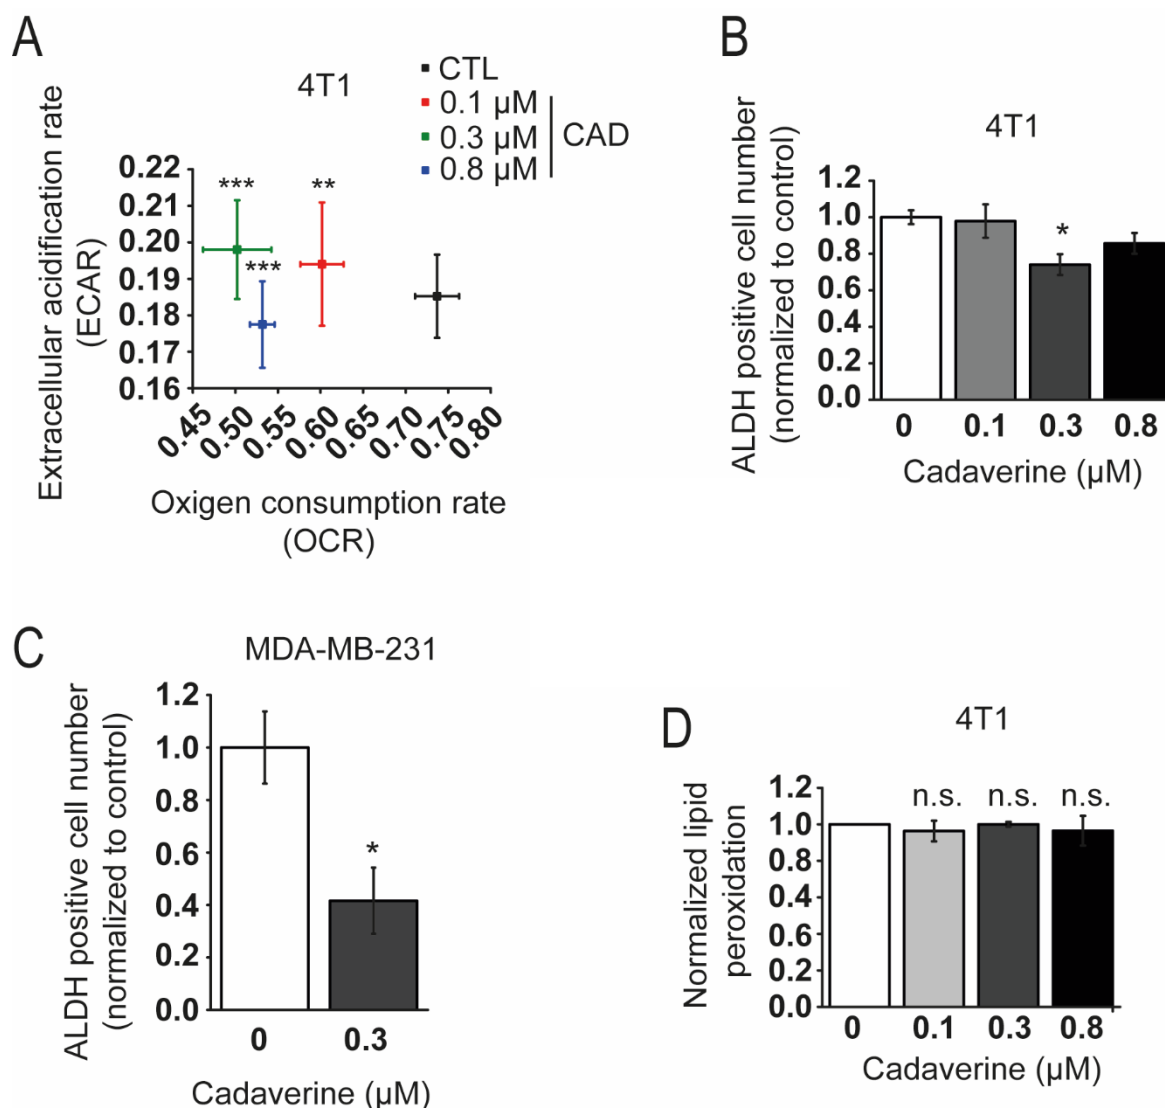 A
4T1
CTL
0.1 µM
0.3 µM
0.8 µM
CAD
Extracellular acidification rate
(ECAR)
0.22
0.21
0.20
0.19
0.18
0.17
0.16
***
**
***
0.45
0.50
0.55
0.60
0.65
0.70
0.75
0.80
Oxigen consumption rate
(OCR)
B
4T1
ALDH positive cell number
(normalized to control)
1.2
1.0
0.8
0.6
0.4
0.2
0.0
*
0 0.1 0.3 0.8
Cadaverine (µM)
C
MDA-MB-231
ALDH positive cell number
(normalized to control)
1.2
1.0
0.8
0.6
0.4
0.2
0.0
*
0 0.3
Cadaverine (µM)
D
4T1
Normalized lipid
peroxidation
1.2
1.0
0.8
0.4
0.6
0.2
0.0
n.s. n.s. n.s.
0 0.1 0.3 0.8
Cadaverine (µM)